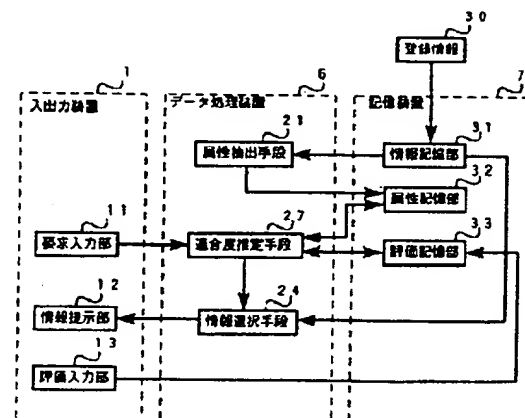 30
登録情報
1
6
7
入出力装置
データ処理装置
記憶装置
21
31
属性抽出手段
情報記憶部
32
属性記憶部
11
27
33
要求入力部
適合度推定手段
評価記憶部
12
24
情報提示部
情報選択手段
13
評価入力部